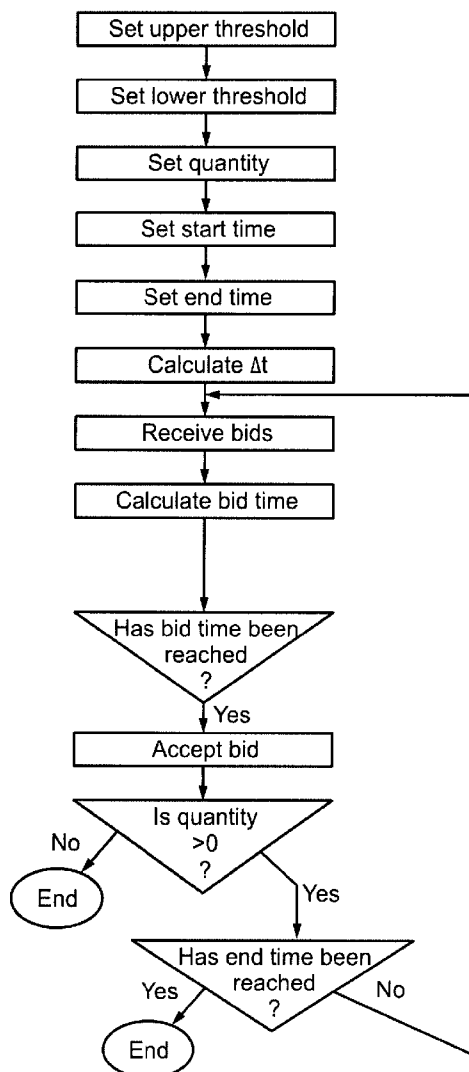 Set upper threshold
Set lower threshold
Set quantity
Set start time
Set end time
Calculate Δt
Receive bids
Calculate bid time
Has bid time been
reached
?
Yes
Accept bid
Is quantity
>0
?
No
End
Yes
Has end time been
reached
?
Yes
No
End